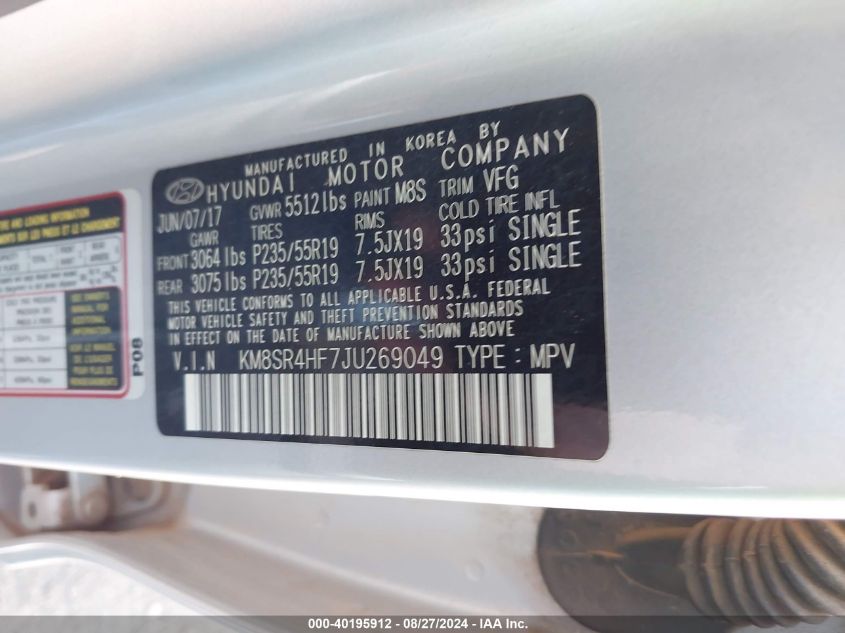 MANUFACTURED IN KOREA BY
HYUNDAI MOTOR COMPANY
JUN/07/17 GVWR 5512lbs PAINT M8S TRIM VFG
GAWR TIRES RIMS COLD TIRE INFL
FRONT 3064 lbs P235/55R19 7.5JX19 33psi SINGLE
REAR 3075 lbs P235/55R19 7.5JX19 33psi SINGLE
THIS VEHICLE CONFORMS TO ALL APPLICABLE U.S.A. FEDERAL
MOTOR VEHICLE SAFETY AND THEFT PREVENTION STANDARDS
IN EFFECT ON THE DATE OF MANUFACTURE SHOWN ABOVE
V.I.N KM8SR4HF7JU269049 TYPE : MPV
P08
000-40195912 - 08/27/2024 - IAA Inc.